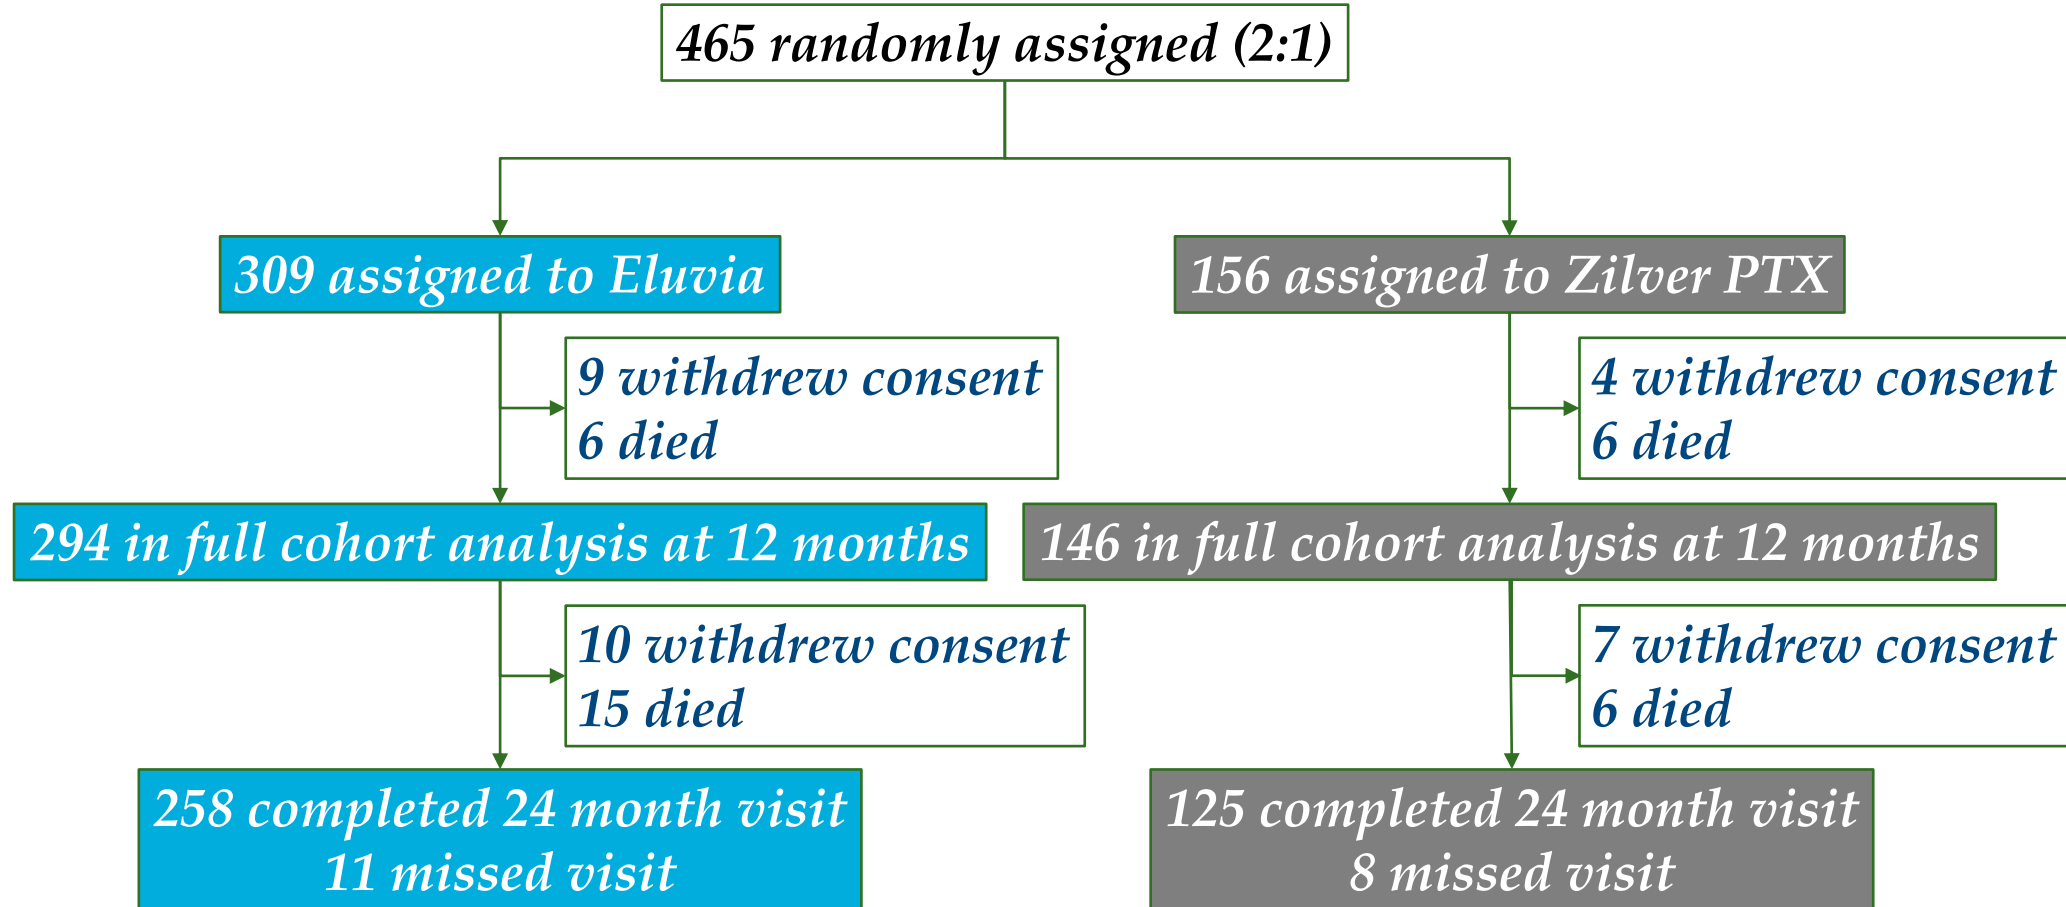 465 randomly assigned (2:1)
309 assigned to Eluvia
156 assigned to Zilver PTX
9 withdrew consent
6 died
4 withdrew consent
6 died
294 in full cohort analysis at 12 months
146 in full cohort analysis at 12 months
10 withdrew consent
15 died
7 withdrew consent
6 died
258 completed 24 month visit
11 missed visit
125 completed 24 month visit
8 missed visit